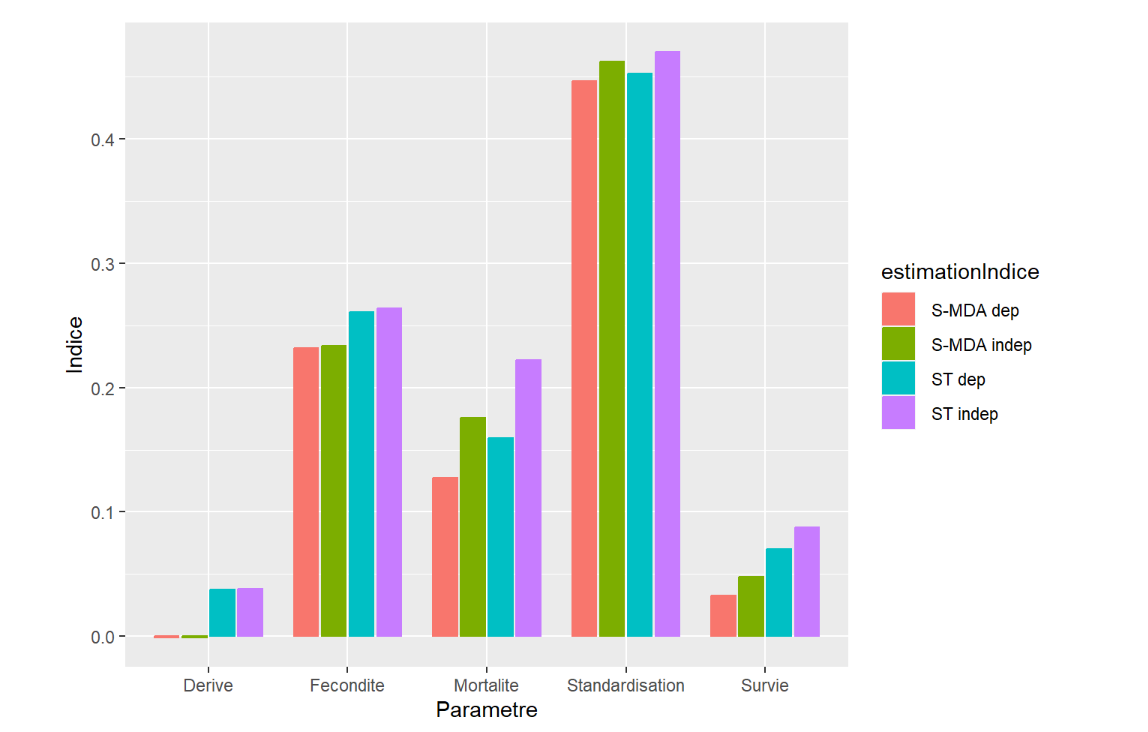 0.4
0.3
0.2
0.1
0.0
Indice
Derive Fecondite Mortalite Standardisation Survie
Parametre
estimationIndice
S-MDA dep
S-MDA indep
ST dep
ST indep